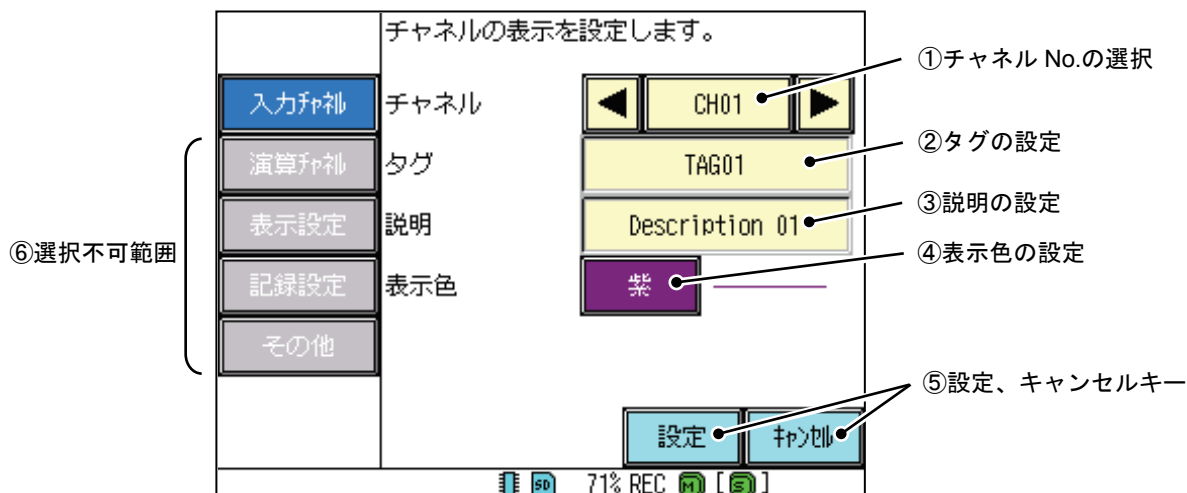 チャネルの表示を設定します。
①チャネル No.の選択
入力ﾁｬﾈﾙ チャネル ◀ CH01 ▶
②タグの設定
演算ﾁｬﾈﾙ タグ TAG01
③説明の設定
表示設定 説明 Description 01
⑥選択不可範囲
④表示色の設定
記録設定 表示色 紫
その他
⑤設定、キャンセルキー
設定 ｷｬﾝｾﾙ
SD 71% REC M [S]